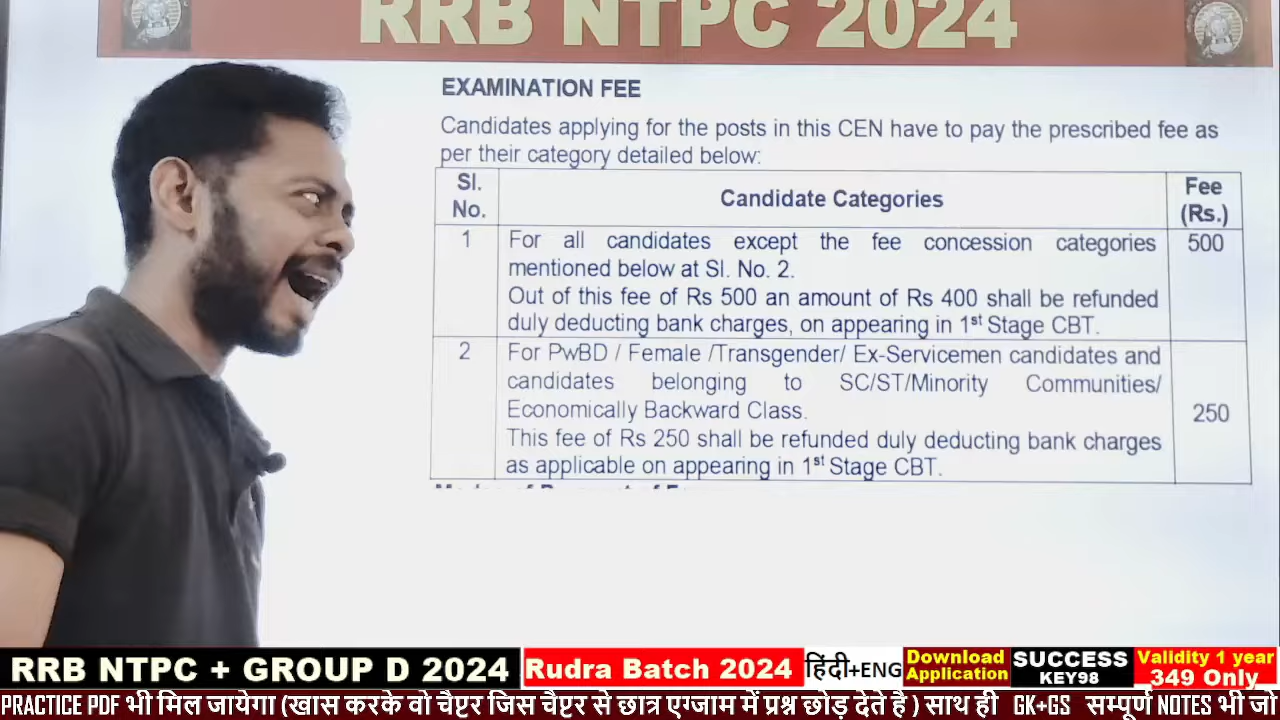 RRB NTPC 2024
EXAMINATION FEE
Candidates applying for the posts in this CEN have to pay the prescribed fee as
per their category detailed below:
Sl. No.
Candidate Categories
Fee (Rs.)
1
For all candidates except the fee concession categories
mentioned below at Sl. No. 2.
Out of this fee of Rs 500 an amount of Rs 400 shall be refunded
duly deducting bank charges, on appearing in 1st Stage CBT.
500
2
For PwBD / Female /Transgender/ Ex-Servicemen candidates and
candidates belonging to SC/ST/Minority Communities/
Economically Backward Class.
This fee of Rs 250 shall be refunded duly deducting bank charges
as applicable on appearing in 1st Stage CBT.
250
RRB NTPC + GROUP D 2024
Rudra Batch 2024
हिंदी+ENG
Download
Application
SUCCESS
KEY98
Validity 1 year
349 Only
PRACTICE PDF भी मिल जायेगा (खास करके वो चैप्टर जिस चैप्टर से छात्र एग्जाम में प्रश्न छोड़ देते है ) साथ ही GK+GS सम्पूर्ण NOTES भी जो